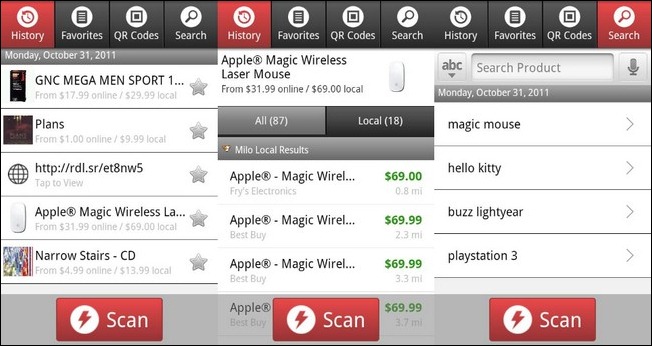 History Favorites QR Codes Search
Monday, October 31, 2011
GNC MEGA MEN SPORT 1...
From $17.99 online / $29.99 local
Plans
From $1.00 online / $9.99 local
http://rdl.sr/et8nw5
Tap to View
Apple® Magic Wireless La...
From $31.99 online / $69.00 local
Narrow Stairs - CD
From $4.99 online / $13.99 local
Scan
History Favorites QR Codes Search
Apple® Magic Wireless
Laser Mouse
From $31.99 online / $69.00 local
All (87) Local (18)
Milo Local Results
Apple® - Magic Wirel... $69.00
Fry's Electronics 0.8 mi
Apple® - Magic Wirel... $69.99
Best Buy 2.3 mi
Apple® - Magic Wirel... $69.99
Best Buy 3.3 mi
Apple® $69.99
Best Buy 3.7 mi
Scan
History Favorites QR Codes Search
abc Search Product
Monday, October 31, 2011
magic mouse
hello kitty
buzz lightyear
playstation 3
Scan